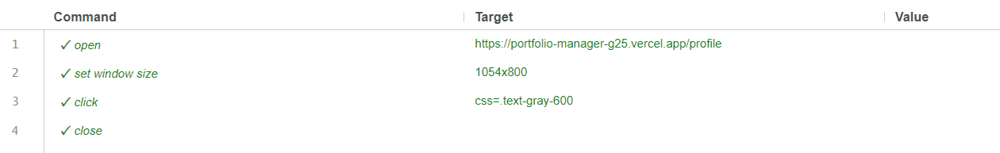 Command Target Value
1 ✓ open https://portfolio-manager-g25.vercel.app/profile
2 ✓ set window size 1054x800
3 ✓ click css=.text-gray-600
4 ✓ close